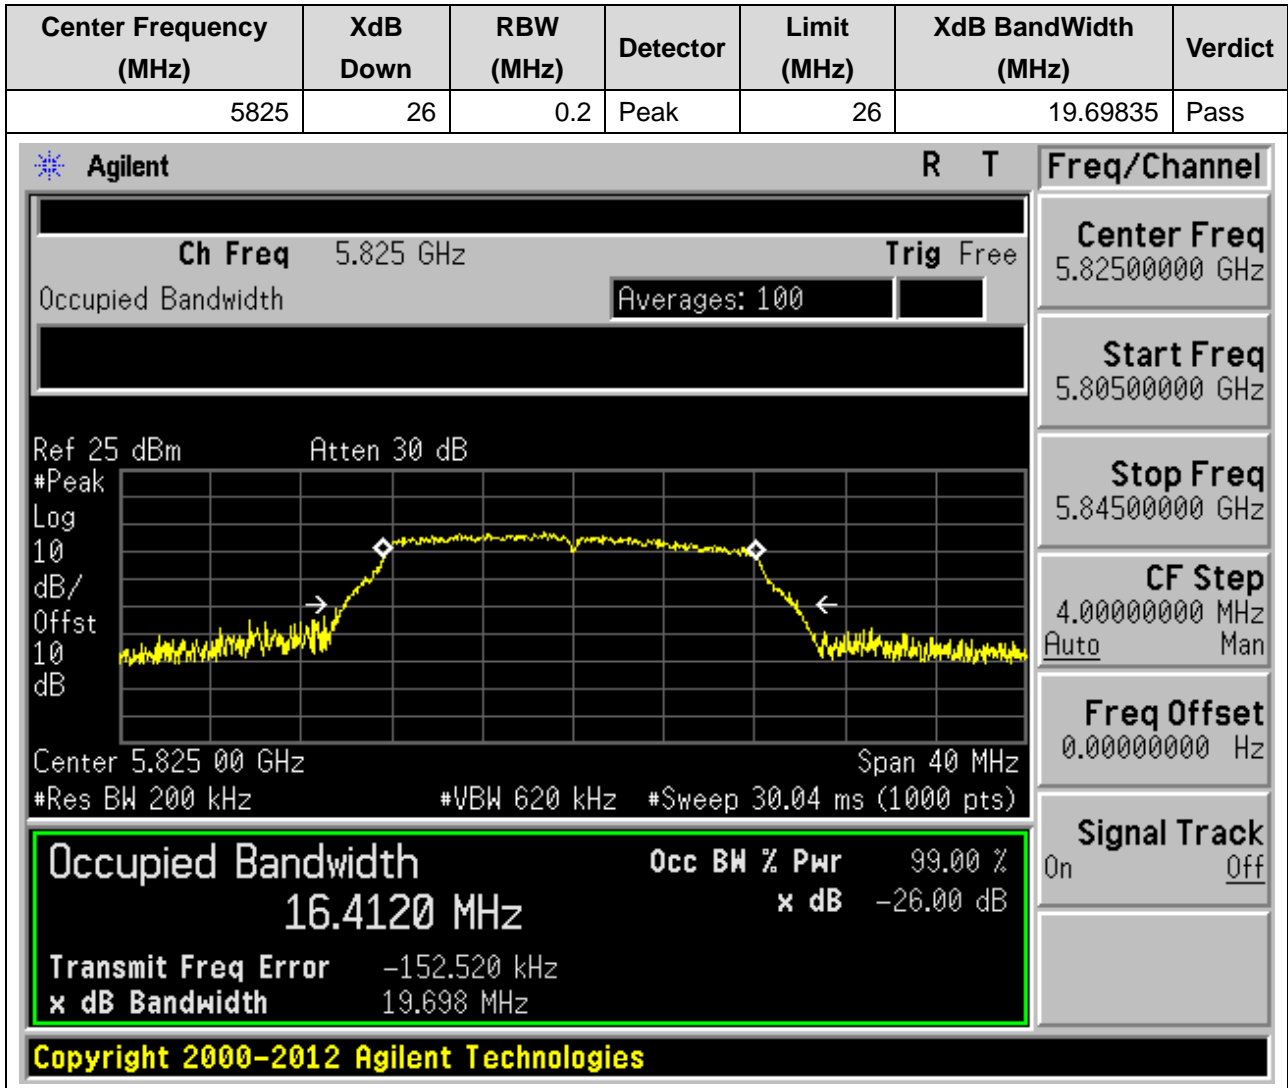 Center Frequency (MHz) XdB Down RBW (MHz) Detector Limit (MHz) XdB BandWidth (MHz) Verdict
5825 26 0.2 Peak 26 19.69835 Pass
Agilent R T
Ch Freq 5.825 GHz Trig Free
Occupied Bandwidth Averages: 100
Ref 25 dBm Atten 30 dB
#Peak
Log
10
dB/
Offst
10
dB
Center 5.825 00 GHz Span 40 MHz
#Res BW 200 kHz #VBW 620 kHz #Sweep 30.04 ms (1000 pts)
Occupied Bandwidth Occ BW % Pwr 99.00 %
16.4120 MHz x dB -26.00 dB
Transmit Freq Error -152.520 kHz
x dB Bandwidth 19.698 MHz
Copyright 2000-2012 Agilent Technologies
Freq/Channel
Center Freq
5.82500000 GHz
Start Freq
5.80500000 GHz
Stop Freq
5.84500000 GHz
CF Step
4.00000000 MHz
Auto Man
Freq Offset
0.00000000 Hz
Signal Track
On Off